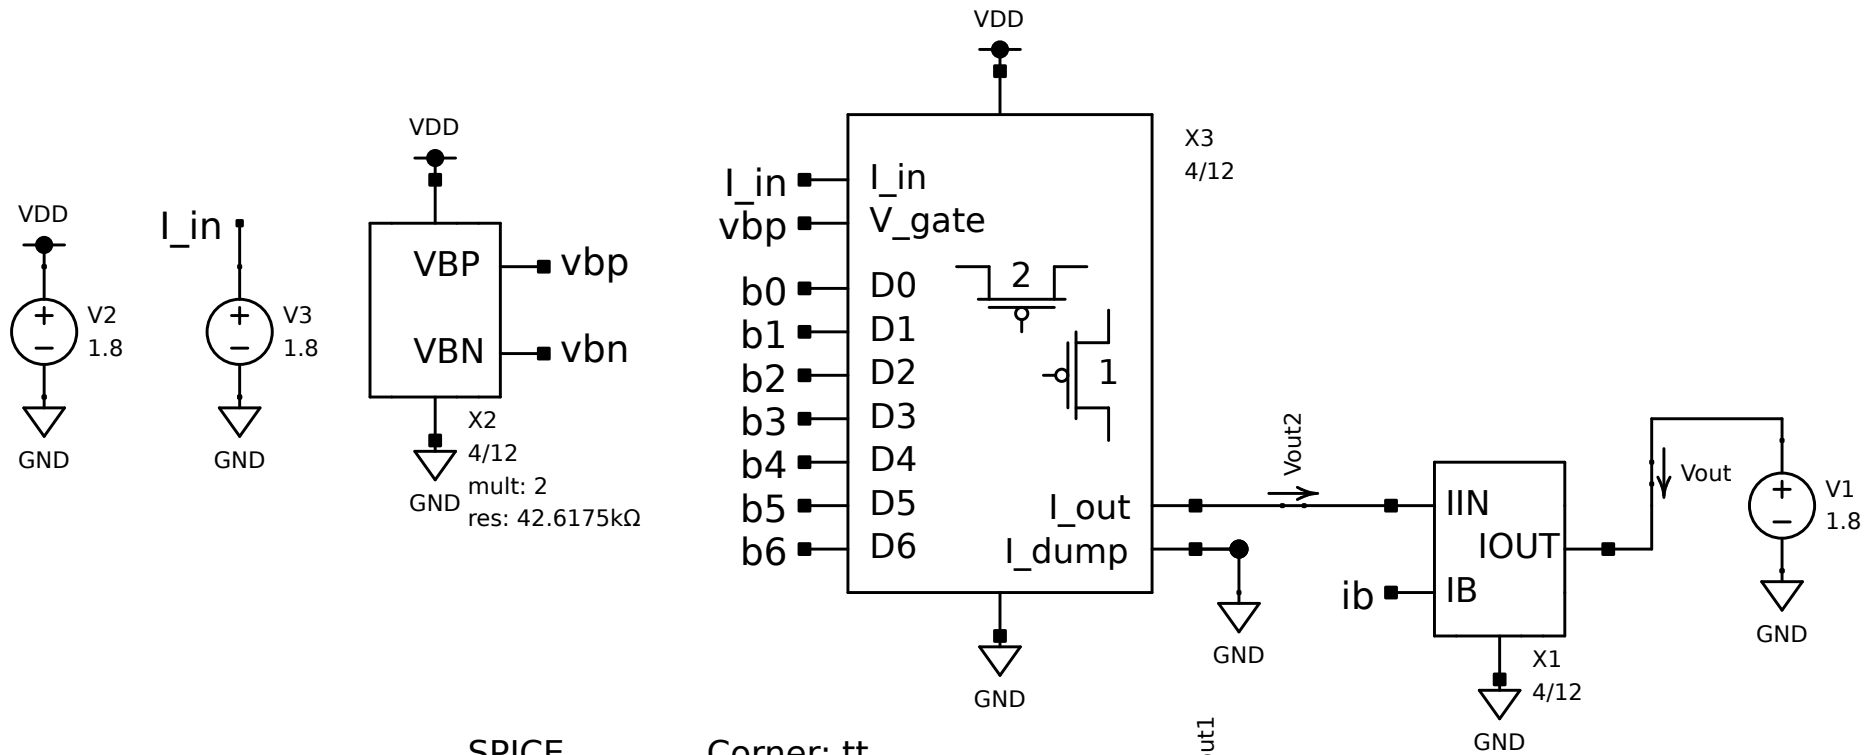 VDD
V2
1.8
GND
I_in
V3
1.8
GND
VDD
VBP
vbp
VBN
vbn
X2
4/12
mult: 2
res: 42.6175kΩ
GND
VDD
X3
4/12
I_in
I_in
vbp
V_gate
b0
D0
b1
D1
b2
D2
b3
D3
b4
D4
b5
D5
b6
D6
2
1
I_out
I_dump
GND
GND
Vout2
IIN
IOUT
ib
IB
X1
4/12
GND
Vout
V1
1.8
GND
SPICE
Corner: tt